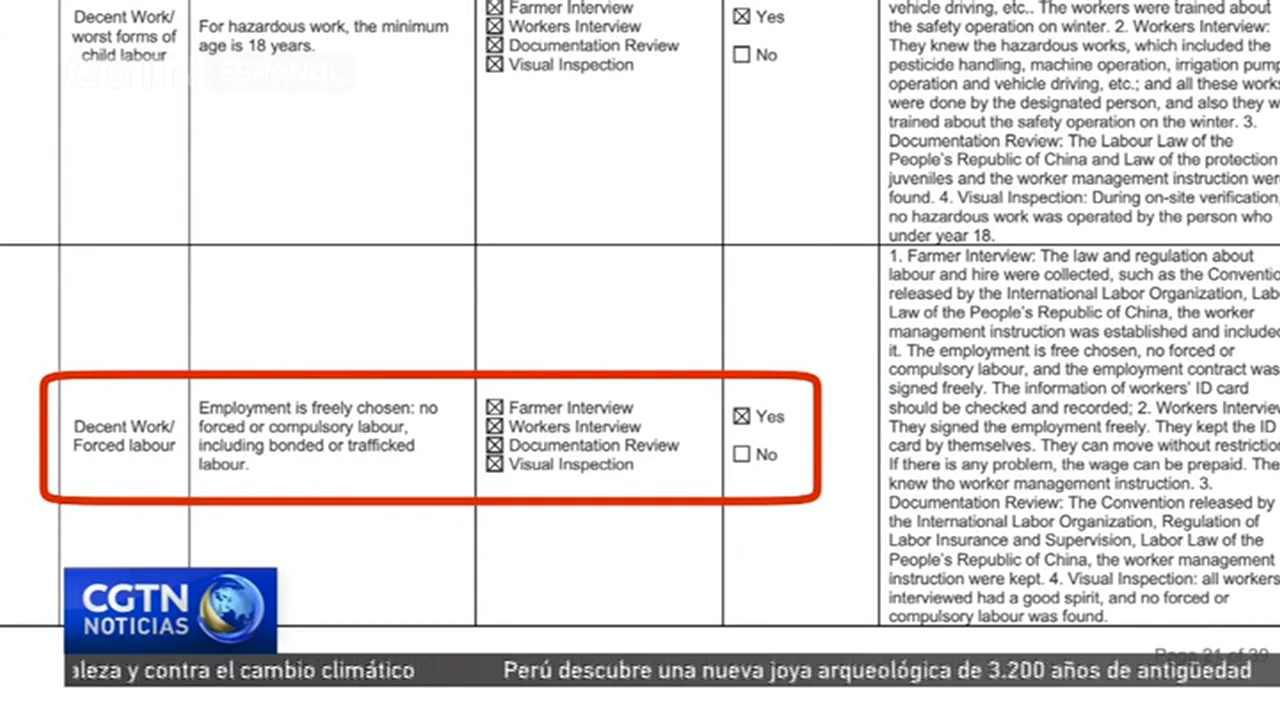 Decent Work/
worst forms of
child labour
For hazardous work, the minimum
age is 18 years.
☒ Farmer Interview
☒ Workers Interview
☒ Documentation Review
☒ Visual Inspection
☒ Yes
☐ No
vehicle driving, etc.. The workers were trained about
the safety operation on winter. 2. Workers Interview:
They knew the hazardous works, which included the
pesticide handling, machine operation, irrigation pump
operation and vehicle driving, etc.; and all these works
were done by the designated person, and also they w
trained about the safety operation on the winter. 3.
Documentation Review: The Labour Law of the
People's Republic of China and Law of the protection
juveniles and the worker management instruction were
found. 4. Visual Inspection: During on-site verification,
no hazardous work was operated by the person who
under year 18.
CGTN ESPAÑOL
Decent Work/
Forced labour
Employment is freely chosen: no
forced or compulsory labour,
including bonded or trafficked
labour.
☒ Farmer Interview
☒ Workers Interview
☒ Documentation Review
☒ Visual Inspection
☒ Yes
☐ No
1. Farmer Interview: The law and regulation about
labour and hire were collected, such as the Conventio
released by the International Labor Organization, Lab
Law of the People's Republic of China, the worker
management instruction was established and include
it. The employment is free chosen, no forced or
compulsory labour, and the employment contract was
signed freely. The information of workers' ID card
should be checked and recorded; 2. Workers Interview
They signed the employment freely. They kept the ID
card by themselves. They can move without restriction
If there is any problem, the wage can be prepaid. The
knew the worker management instruction. 3.
Documentation Review: The Convention released by
the International Labor Organization, Regulation of
Labor Insurance and Supervision, Labor Law of the
People's Republic of China, the worker management
instruction were kept. 4. Visual Inspection: all workers
interviewed had a good spirit, and no forced or
compulsory labour was found.
Page 21 of 39
CGTN
NOTICIAS
aleza y contra el cambio climático
Perú descubre una nueva joya arqueológica de 3.200 años de antigüedad